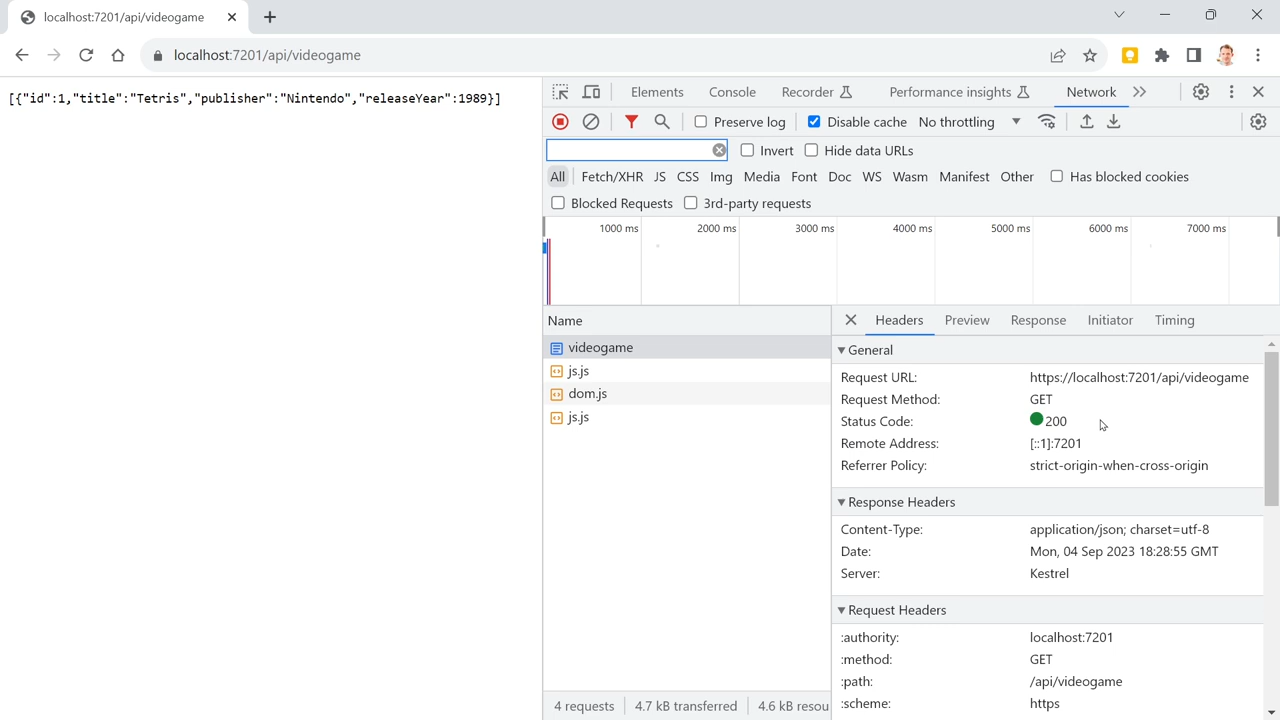 localhost:7201/api/videogame
localhost:7201/api/videogame
[{"id":1,"title":"Tetris","publisher":"Nintendo","releaseYear":1989}]
Elements Console Recorder Performance insights Network
Preserve log Disable cache No throttling
Invert Hide data URLs
All Fetch/XHR JS CSS Img Media Font Doc WS Wasm Manifest Other Has blocked cookies
Blocked Requests 3rd-party requests
1000 ms 2000 ms 3000 ms 4000 ms 5000 ms 6000 ms 7000 ms
Name
videogame
js.js
dom.js
js.js
4 requests 4.7 kB transferred 4.6 kB resou
Headers Preview Response Initiator Timing
General
Request URL: https://localhost:7201/api/videogame
Request Method: GET
Status Code: 200
Remote Address: [::1]:7201
Referrer Policy: strict-origin-when-cross-origin
Response Headers
Content-Type: application/json; charset=utf-8
Date: Mon, 04 Sep 2023 18:28:55 GMT
Server: Kestrel
Request Headers
:authority: localhost:7201
:method: GET
:path: /api/videogame
:scheme: https